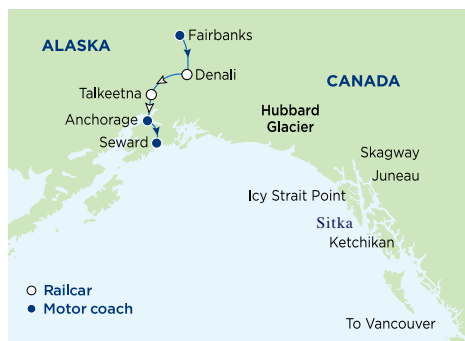 Fairbanks
ALASKA
Denali
CANADA
Talkeetna
Hubbard
Glacier
Anchorage
Seward
Skagway
Juneau
Icy Strait Point
Sitka
Ketchikan
Railcar
Motor coach
To Vancouver